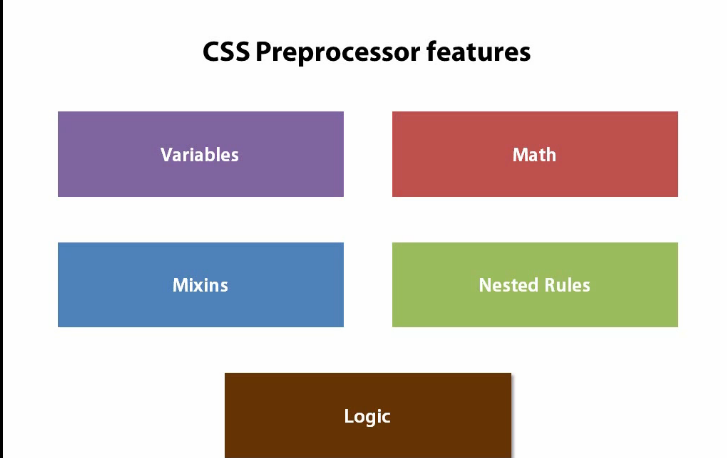 CSS Preprocessor features
Variables
Math
Mixins
Nested Rules
Logic